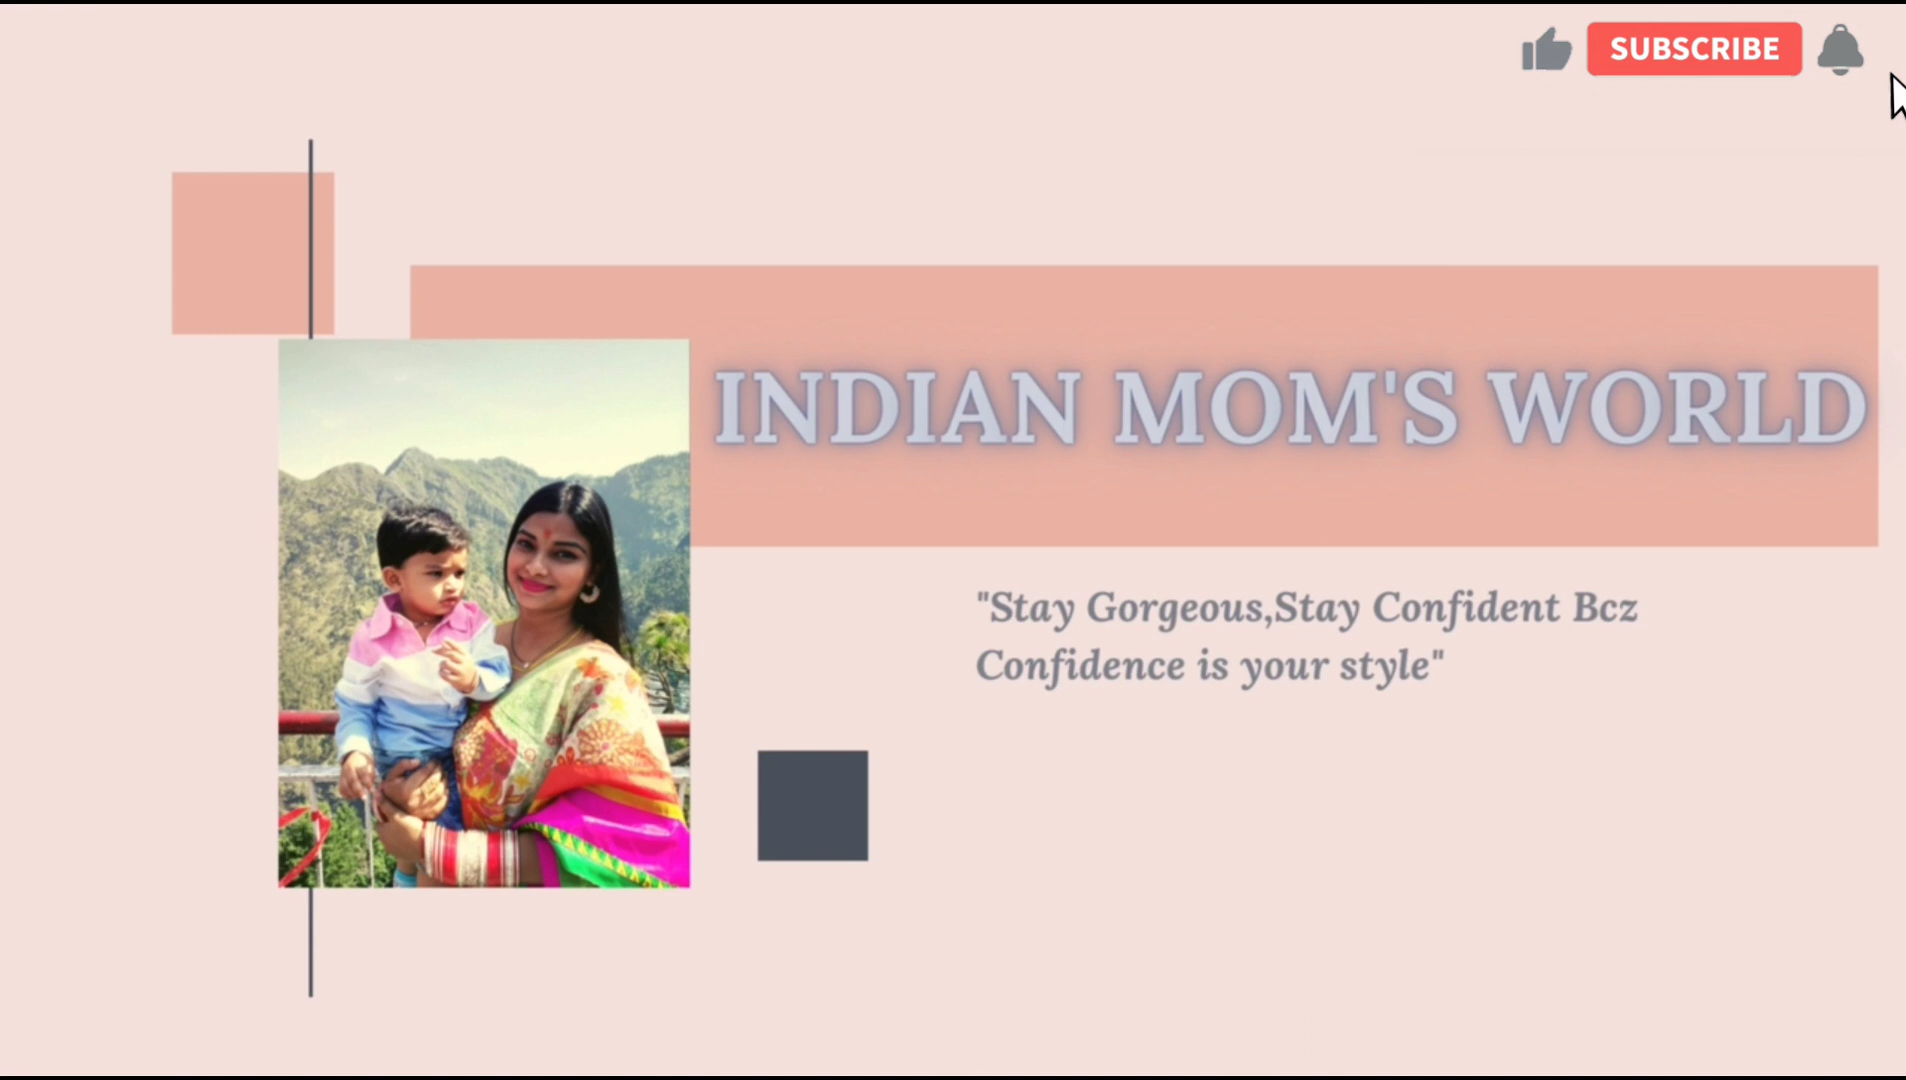 SUBSCRIBE
INDIAN MOM'S WORLD
"Stay Gorgeous,Stay Confident Bcz
Confidence is your style"